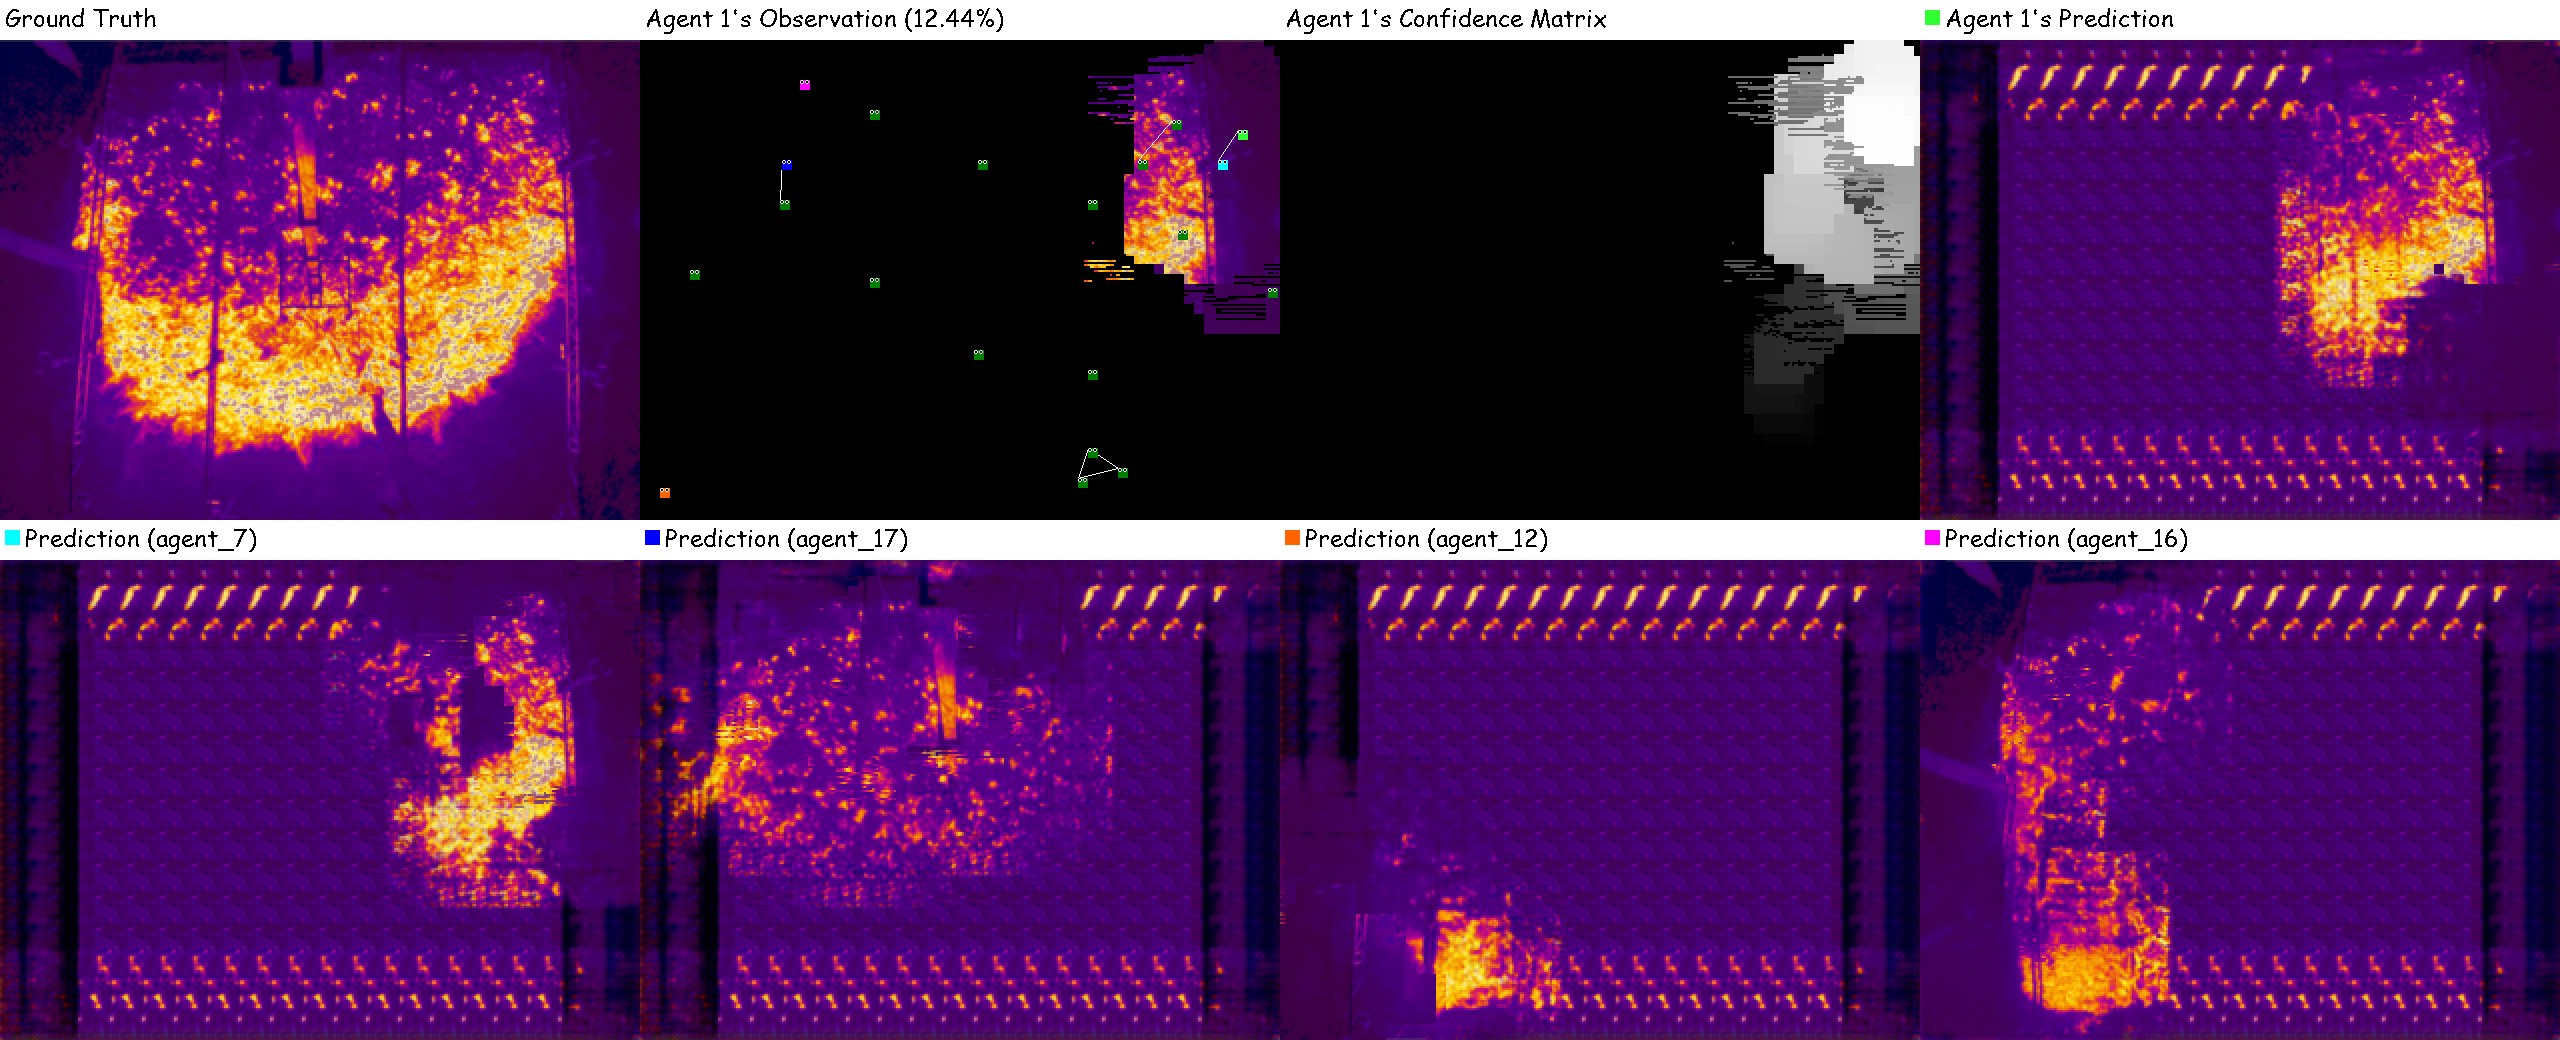 Ground Truth
Agent 1's Observation (12.44%)
Agent 1's Confidence Matrix
Agent 1's Prediction
Prediction (agent_7)
Prediction (agent_17)
Prediction (agent_12)
Prediction (agent_16)